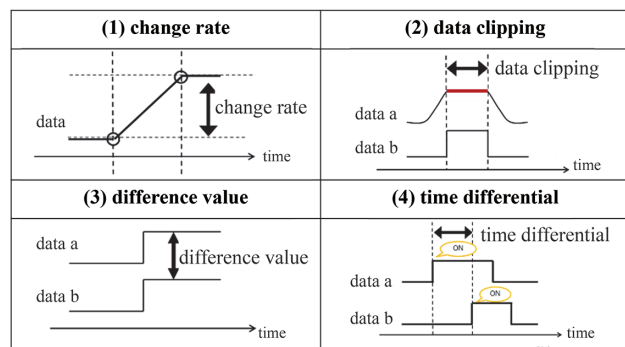 (1) change rate
data
change rate
time
(2) data clipping
data clipping
data a
data b
time
(3) difference value
data a
difference value
data b
time
(4) time differential
time differential
ON
data a
ON
data b
time